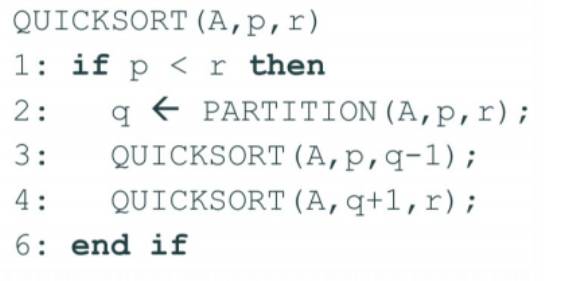 QUICKSORT(A,p,r)
1: if p < r then
2: q ← PARTITION(A,p,r);
3: QUICKSORT(A,p,q-1);
4: QUICKSORT(A,q+1,r);
6: end if